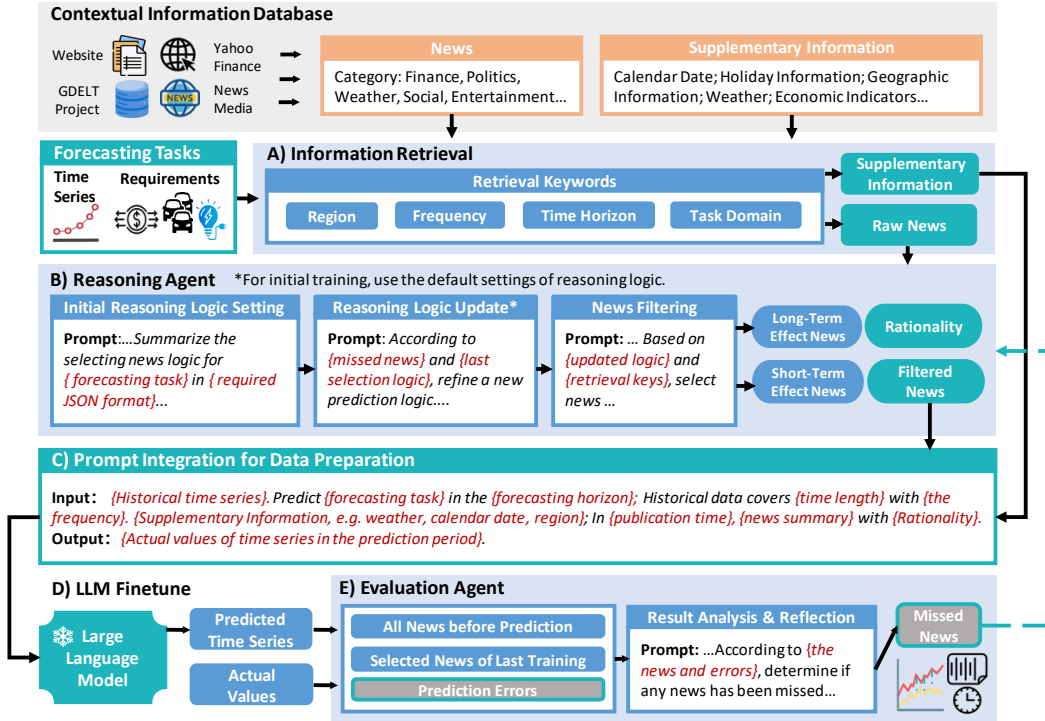 Contextual Information Database
Website
Yahoo
Finance
GDELT
Project
NEWS
News
Media
News
Category: Finance, Politics,
Weather, Social, Entertainment…
Supplementary Information
Calendar Date; Holiday Information; Geographic
Information; Weather; Economic Indicators…
Forecasting Tasks
Time
Series
Requirements
A) Information Retrieval
Retrieval Keywords
Region
Frequency
Time Horizon
Task Domain
Supplementary
Information
Raw News
B) Reasoning Agent
*For initial training, use the default settings of reasoning logic.
Initial Reasoning Logic Setting
Prompt:…Summarize the
selecting news logic for
{ forecasting task} in { required
JSON format}...
Reasoning Logic Update*
Prompt: According to
{missed news} and {last
selection logic}, refine a new
prediction logic....
News Filtering
Prompt: … Based on
{updated logic} and
{retrieval keys}, select
news …
Long-Term
Effect News
Rationality
Short-Term
Effect News
Filtered
News
C) Prompt Integration for Data Preparation
Input: {Historical time series}. Predict {forecasting task} in the {forecasting horizon}; Historical data covers {time length} with {the
frequency}. {Supplementary Information, e.g. weather, calendar date, region}; In {publication time}, {news summary} with {Rationality}.
Output: {Actual values of time series in the prediction period}.
D) LLM Finetune
Large
Language
Model
Predicted
Time Series
Actual
Values
E) Evaluation Agent
All News before Prediction
Selected News of Last Training
Prediction Errors
Result Analysis & Reflection
Prompt: …According to {the
news and errors}, determine if
any news has been missed…
Missed
News